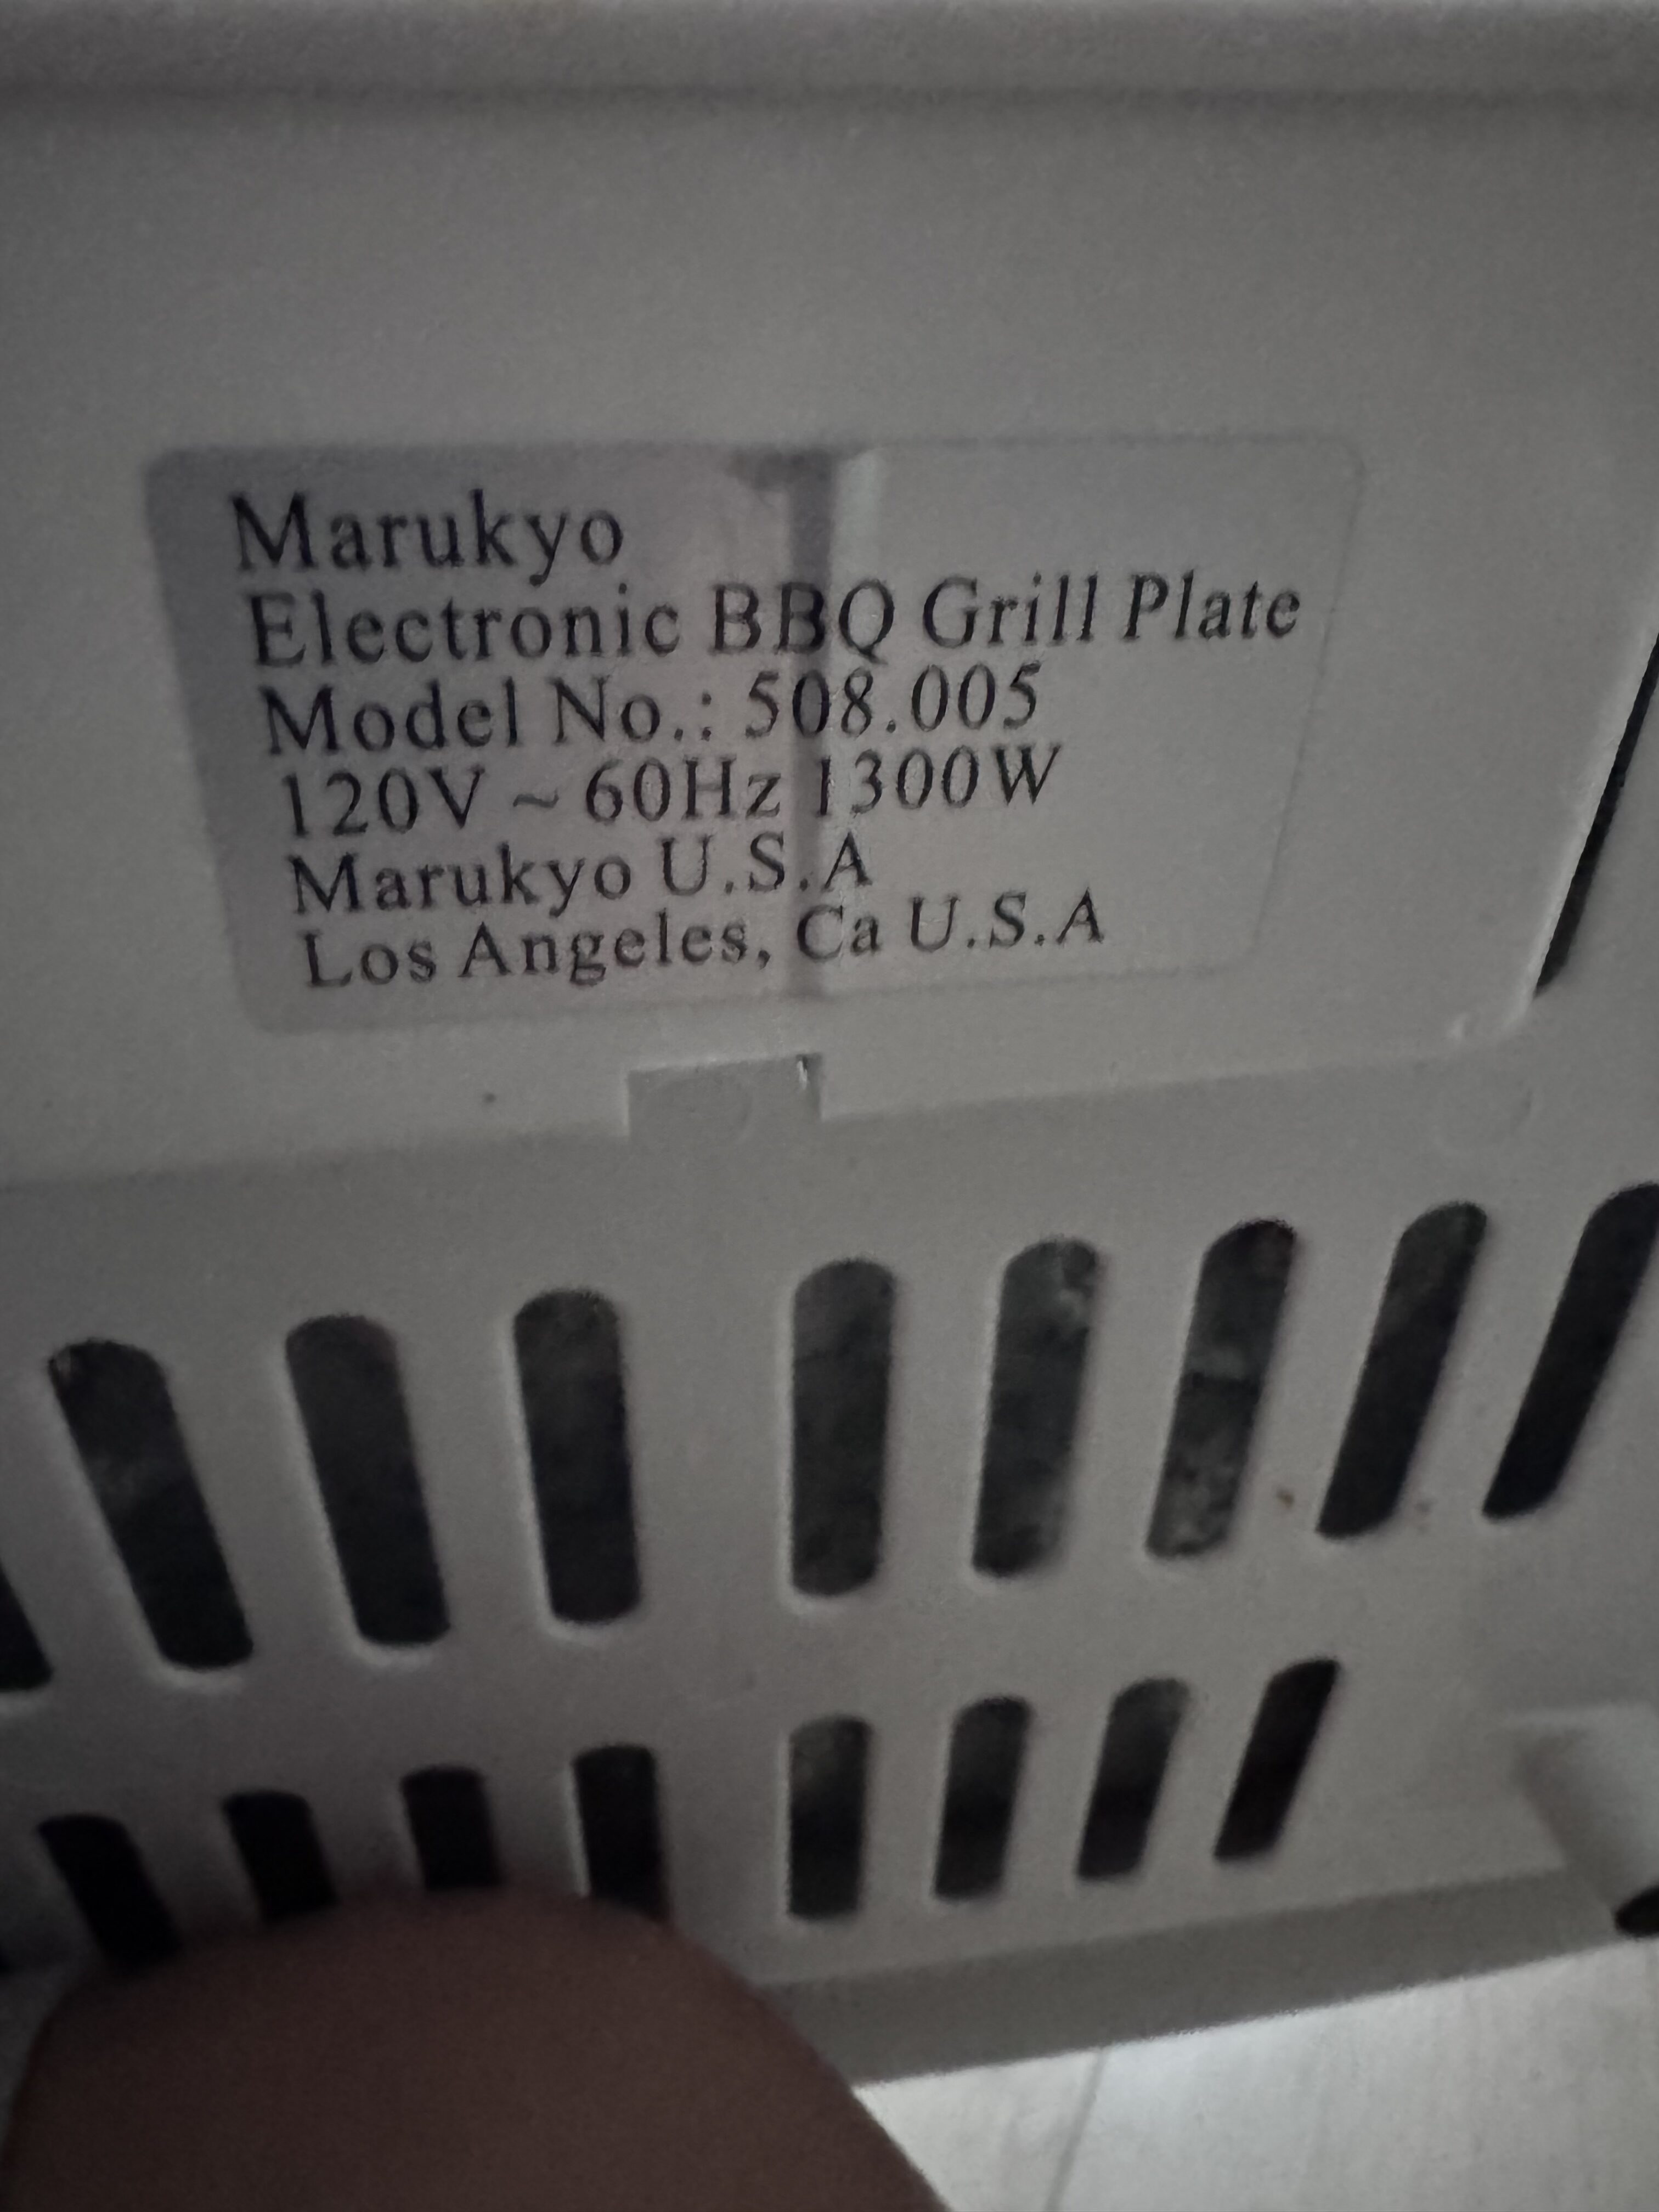 Marukyo
Electronic BBQ Grill Plate
Model No.: 508.005
120V ~ 60Hz 1300W
Marukyo U.S.A
Los Angeles, Ca U.S.A